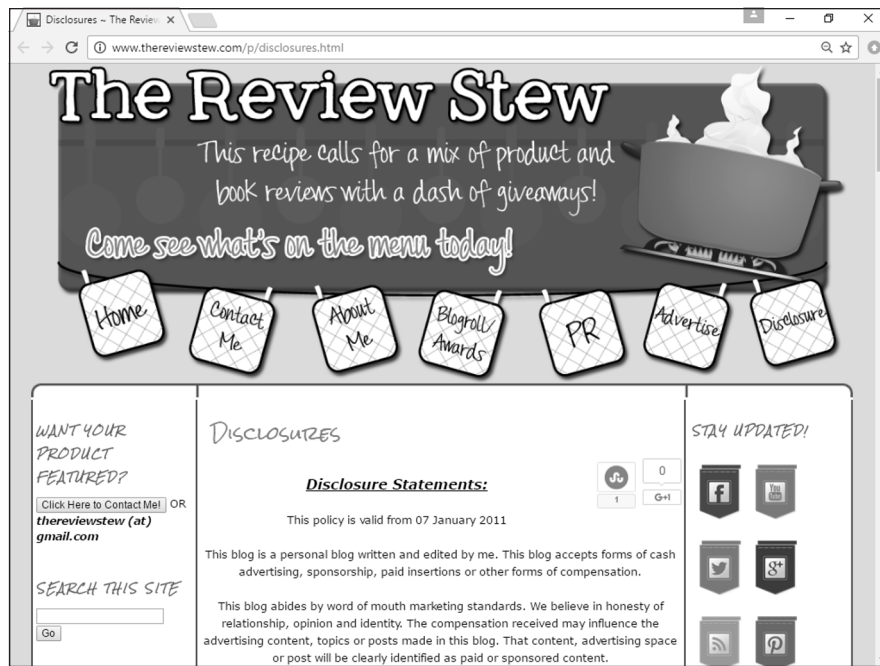 Disclosures ~ The Review
www.thereviewstew.com/p/disclosures.html
The Review Stew
This recipe calls for a mix of product and
book reviews with a dash of giveaways!
Come see what's on the menu today!
Home
Contact
Me
About
Me
Blogroll/
Awards
PR
Advertise
Disclosure
WANT YOUR
PRODUCT
FEATURED?
Click Here to Contact Me! OR
thereviewstew (at)
gmail.com
SEARCH THIS SITE
Go
DISCLOSURES
1
0
G+1
Disclosure Statements:
This policy is valid from 07 January 2011
This blog is a personal blog written and edited by me. This blog accepts forms of cash
advertising, sponsorship, paid insertions or other forms of compensation.
This blog abides by word of mouth marketing standards. We believe in honesty of
relationship, opinion and identity. The compensation received may influence the
advertising content, topics or posts made in this blog. That content, advertising space
or post will be clearly identified as paid or sponsored content.
STAY UPDATED!
You
Tube
g+